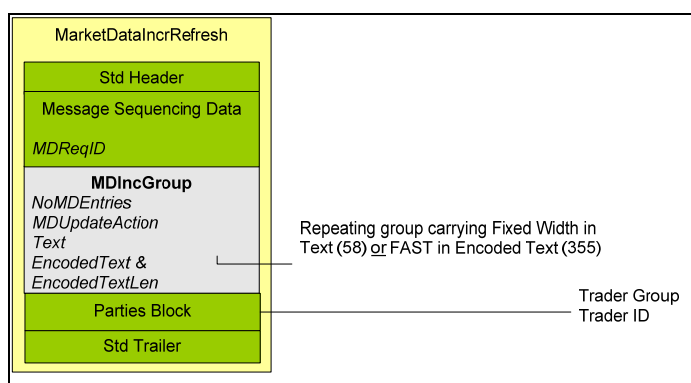 MarketDataIncrRefresh
Std Header
Message Sequencing Data
MDReqID
MDIncGroup
NoMDEntries
MDUpdateAction
Text
EncodedText &
EncodedTextLen
Repeating group carrying Fixed Width in
Text (58) or FAST in Encoded Text (355)
Parties Block
Trader Group
Trader ID
Std Trailer